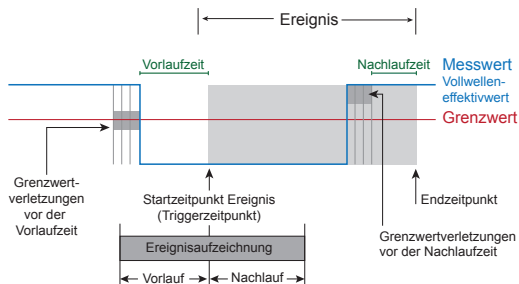 Ereignis
Vorlaufzeit
Nachlaufzeit
Messwert
Vollwellen-
effektivwert
Grenzwert
Grenzwert-
verletzungen
vor der
Vorlaufzeit
Startzeitpunkt Ereignis
(Triggerzeitpunkt)
Endzeitpunkt
Grenzwertverletzungen
vor der Nachlaufzeit
Ereignisaufzeichnung
Vorlauf
Nachlauf